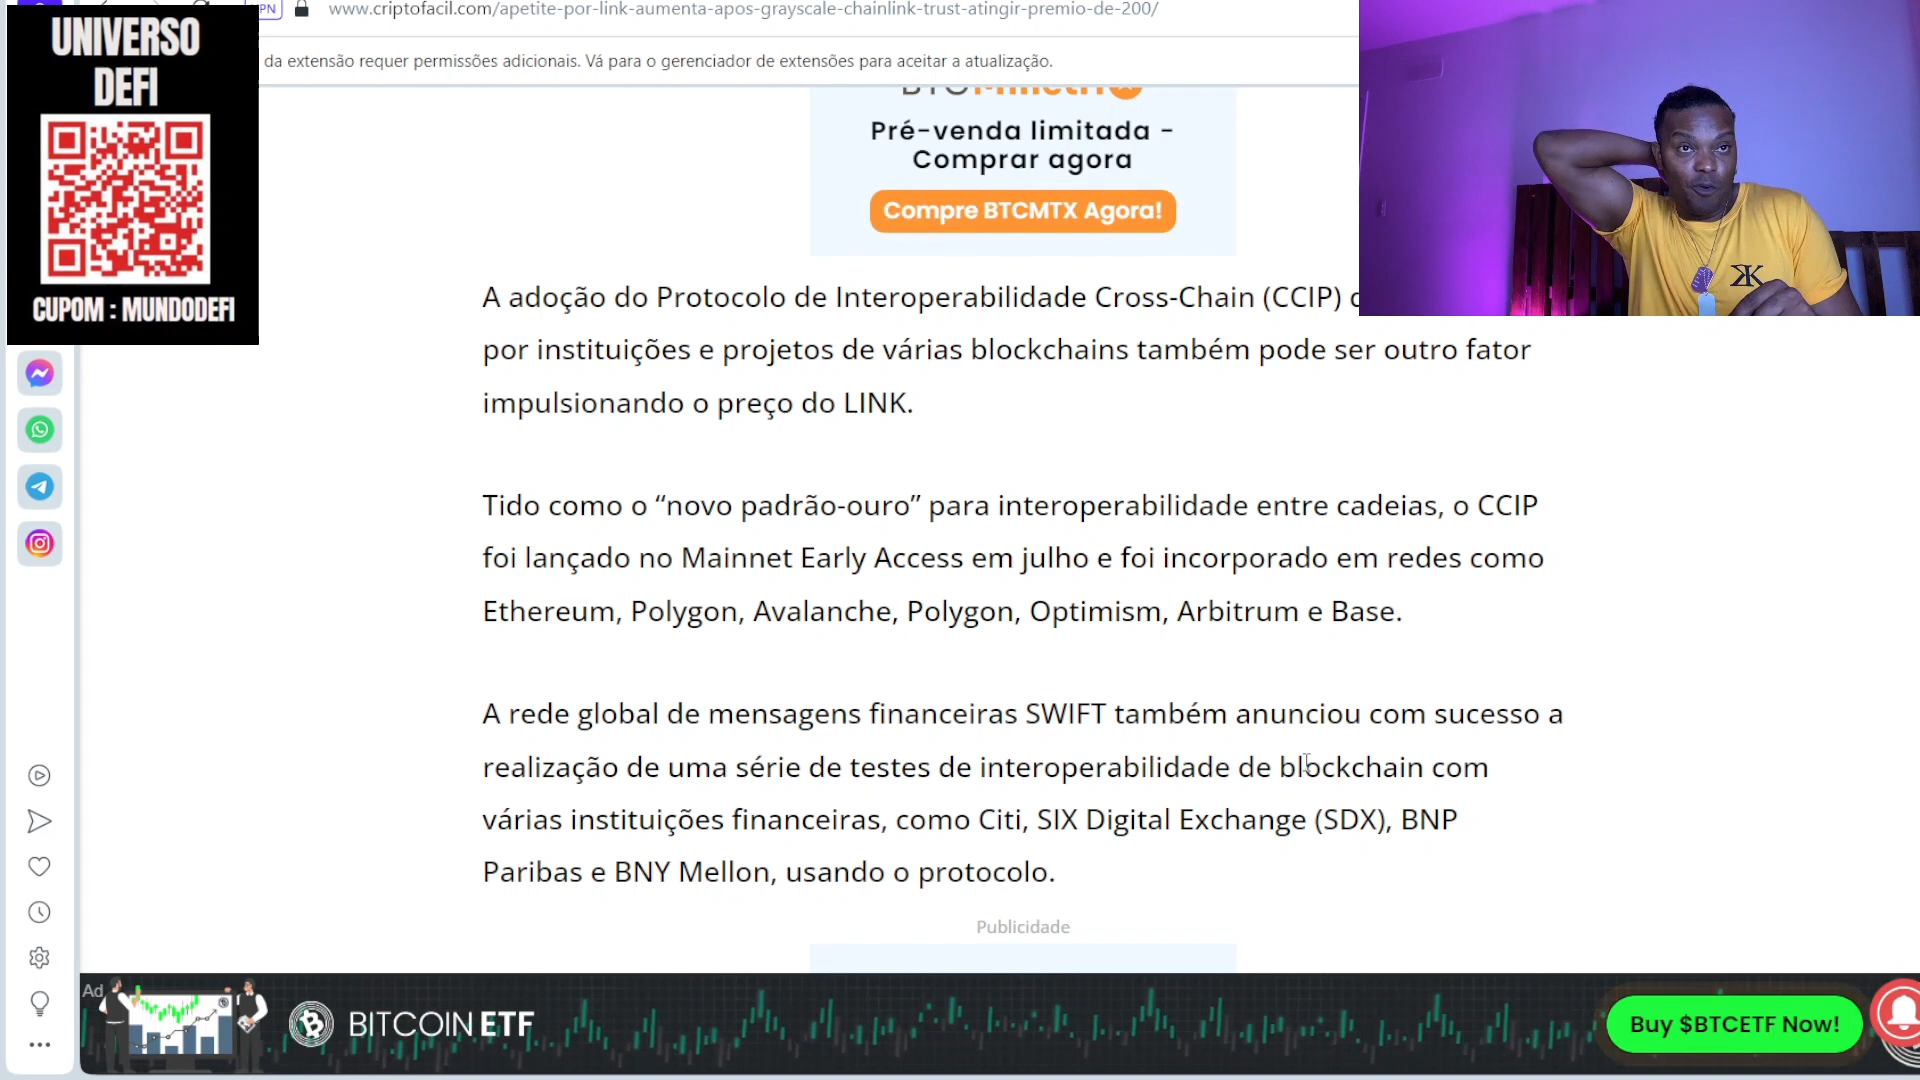 UNIVERSO
DEFI
CUPOM : MUNDODEFI
PN
www.criptofacil.com/apetite-por-link-aumenta-apos-grayscale-chainlink-trust-atingir-premio-de-200/
da extensão requer permissões adicionais. Vá para o gerenciador de extensões para aceitar a atualização.
Pré-venda limitada -
Comprar agora
Compre BTCMTX Agora!
A adoção do Protocolo de Interoperabilidade Cross-Chain (CCIP)
por instituições e projetos de várias blockchains também pode ser outro fator
impulsionando o preço do LINK.
Tido como o “novo padrão-ouro” para interoperabilidade entre cadeias, o CCIP
foi lançado no Mainnet Early Access em julho e foi incorporado em redes como
Ethereum, Polygon, Avalanche, Polygon, Optimism, Arbitrum e Base.
A rede global de mensagens financeiras SWIFT também anunciou com sucesso a
realização de uma série de testes de interoperabilidade de blockchain com
várias instituições financeiras, como Citi, SIX Digital Exchange (SDX), BNP
Paribas e BNY Mellon, usando o protocolo.
Publicidade
Ad
BITCOIN ETF
Buy $BTCETF Now!